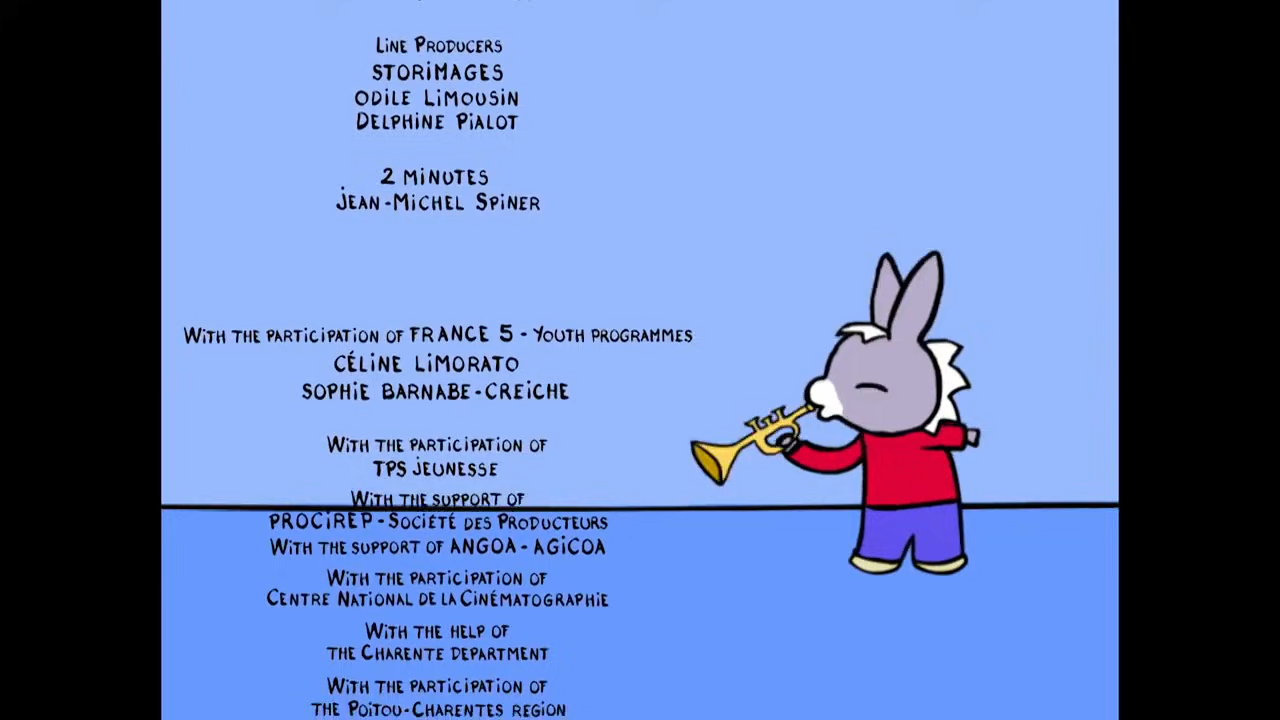 Line Producers
STORIMAGES
ODILE LIMOUSIN
DELPHINE PIALOT
2 MINUTES
JEAN-MICHEL SPINER
With the participation of FRANCE 5 - Youth programmes
CÉLINE LIMORATO
SOPHIE BARNABE-CREICHE
With the participation of
TPS JEUNESSE
With the support of
PROCIREP - Société des Producteurs
With the support of ANGOA - AGICOA
With the participation of
Centre National de la Cinématographie
With the help of
the Charente department
With the participation of
the Poitou-Charentes region